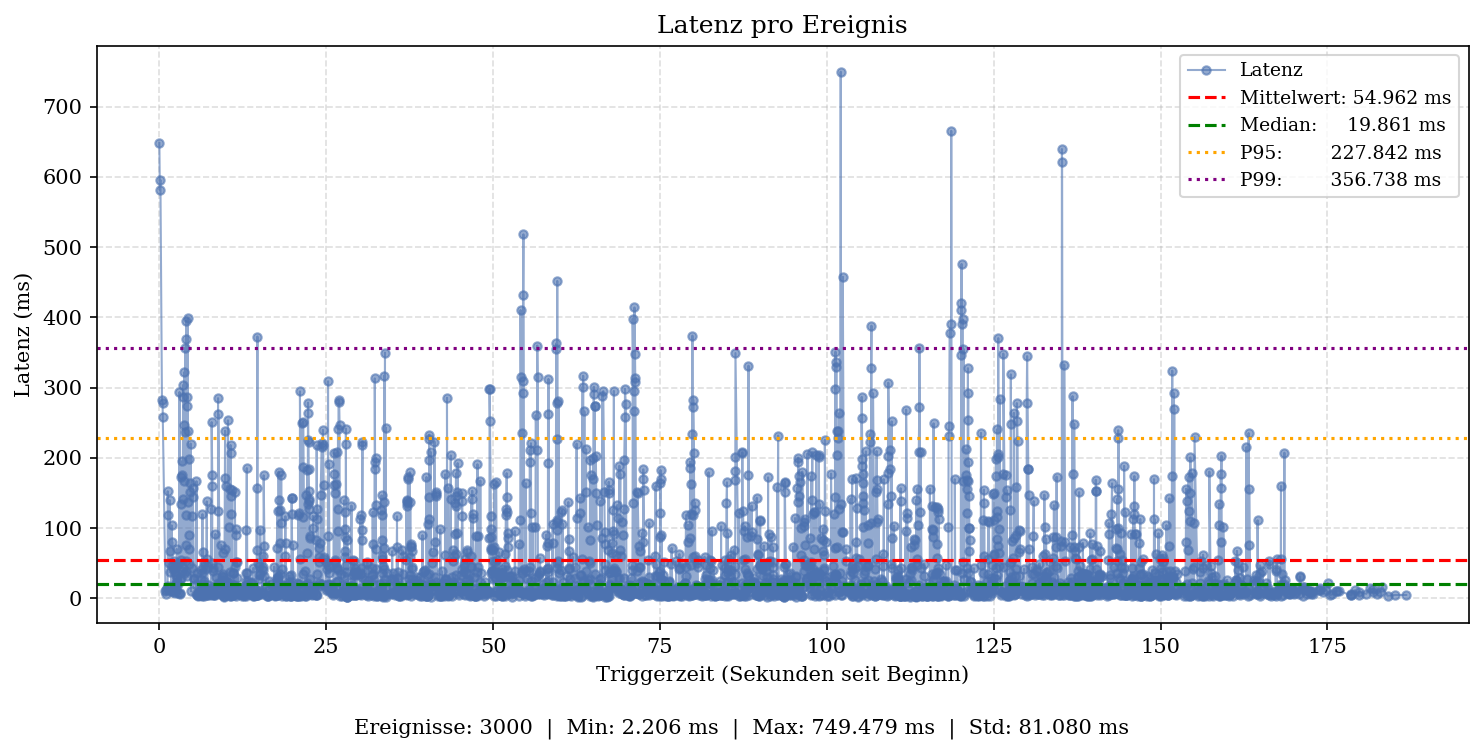 Latenz pro Ereignis
Latenz (ms)
700
600
500
400
300
200
100
0
Latenz
Mittelwert: 54.962 ms
Median: 19.861 ms
P95: 227.842 ms
P99: 356.738 ms
0 25 50 75 100 125 150 175
Triggerzeit (Sekunden seit Beginn)
Ereignisse: 3000 | Min: 2.206 ms | Max: 749.479 ms | Std: 81.080 ms